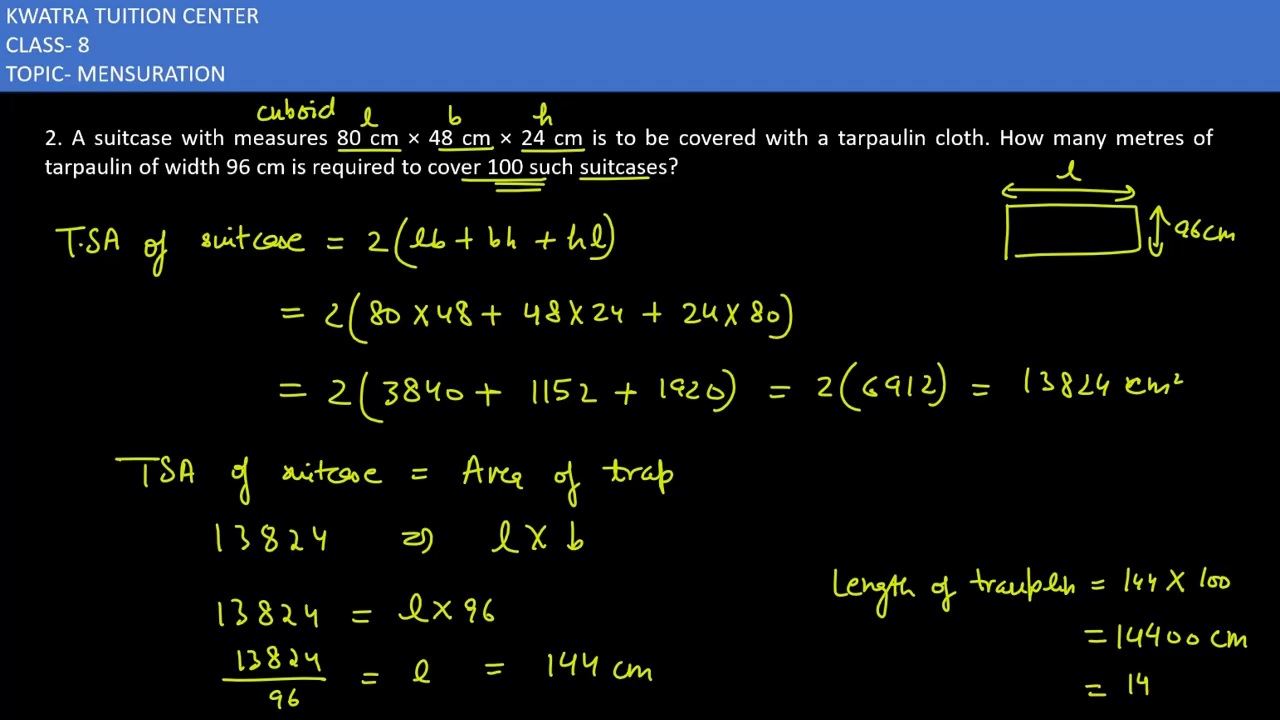 KWATRA TUITION CENTER
CLASS- 8
TOPIC- MENSURATION
cuboid l b h
2. A suitcase with measures 80 cm × 48 cm × 24 cm is to be covered with a tarpaulin cloth. How many metres of
tarpaulin of width 96 cm is required to cover 100 such suitcases?
l
96cm
T.SA of suitcase = 2(lb + bh + hl)
= 2(80 × 48 + 48 × 24 + 24 × 80)
= 2(3840 + 1152 + 1920) = 2(6912) = 13824 cm²
TSA of suitcase = Area of trap
13824 ⇒ l × b
13824 = l × 96
13824/96 = l = 144 cm
Length of = 144 × 100
= 14400 cm
= 14